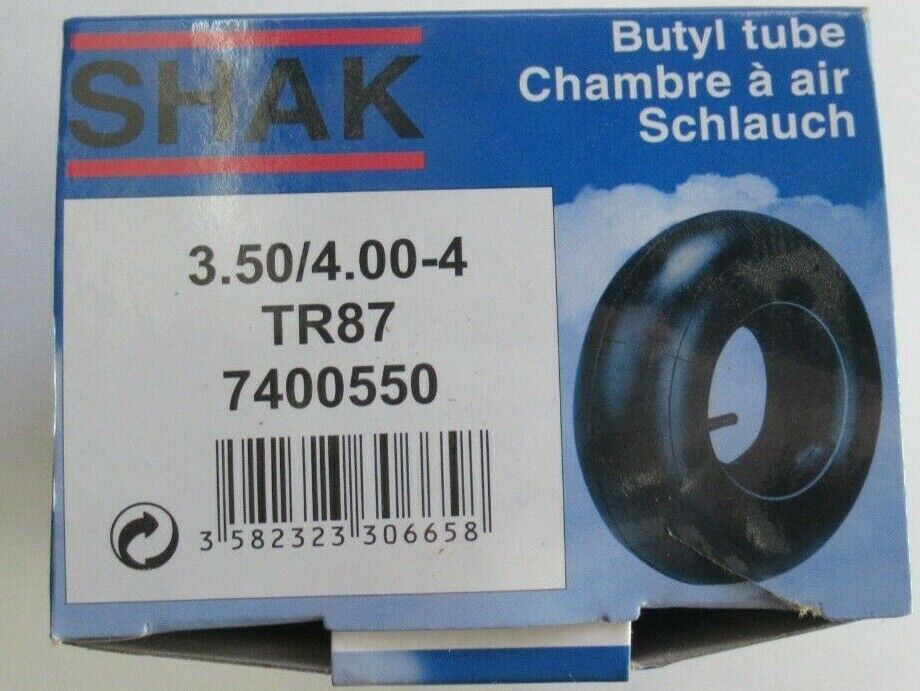 SHAK
Butyl tube
Chambre à air
Schlauch
3.50/4.00-4
TR87
7400550
3 582323 306658